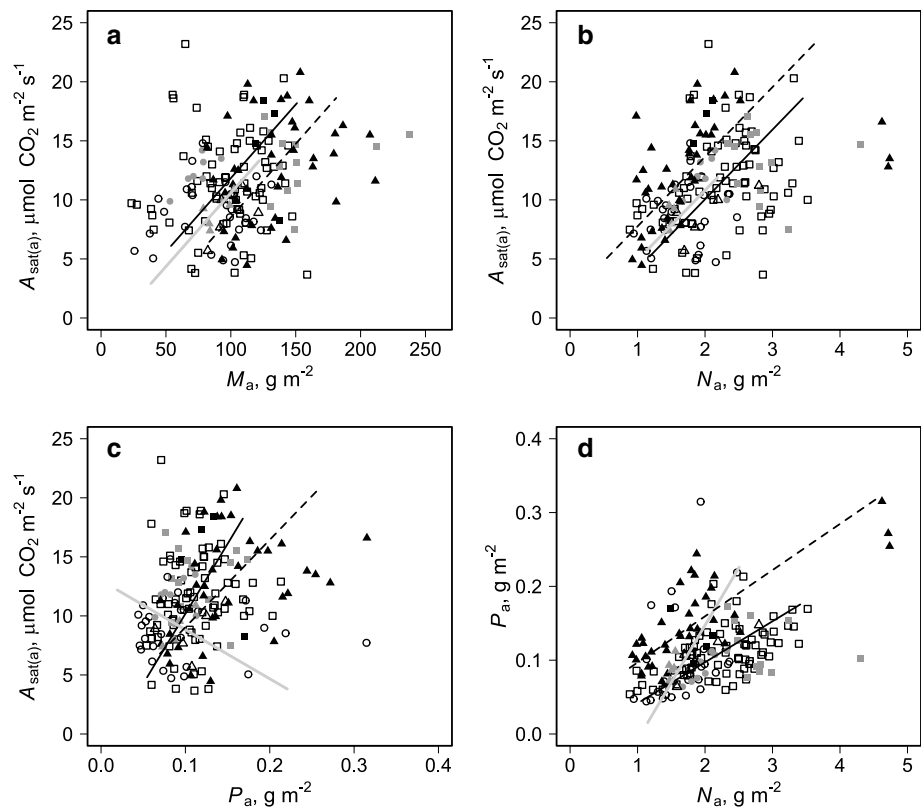 a
25
20
15
10
5
0
A sat(a), μmol CO2 m-2 s-1
0 50 100 150 200 250
Ma, g m-2
b
25
20
15
10
5
0
A sat(a), μmol CO2 m-2 s-1
0 1 2 3 4 5
Na, g m-2
c
25
20
15
10
5
0
A sat(a), μmol CO2 m-2 s-1
0.0 0.1 0.2 0.3 0.4
Pa, g m-2
d
0.4
0.3
0.2
0.1
0.0
Pa, g m-2
0 1 2 3 4 5
Na, g m-2